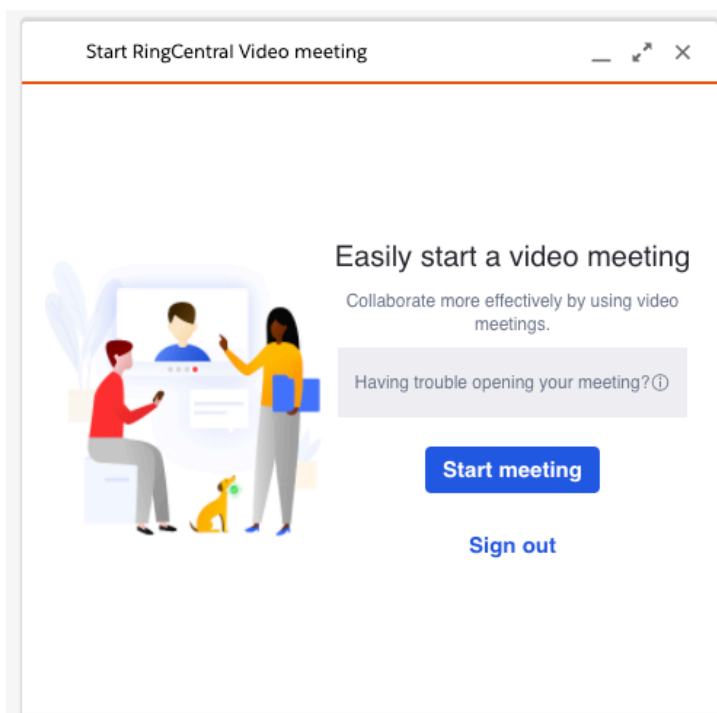 Start RingCentral Video meeting
Easily start a video meeting
Collaborate more effectively by using video
meetings.
Having trouble opening your meeting?ⓘ
Start meeting
Sign out